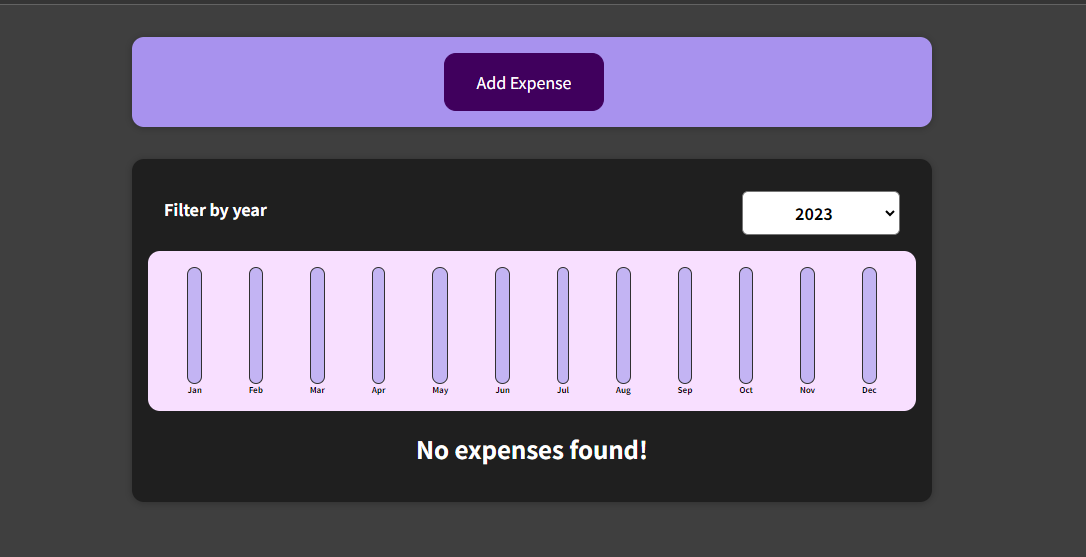 Add Expense
Filter by year
2023
Jan Feb Mar Apr May Jun Jul Aug Sep Oct Nov Dec
No expenses found!